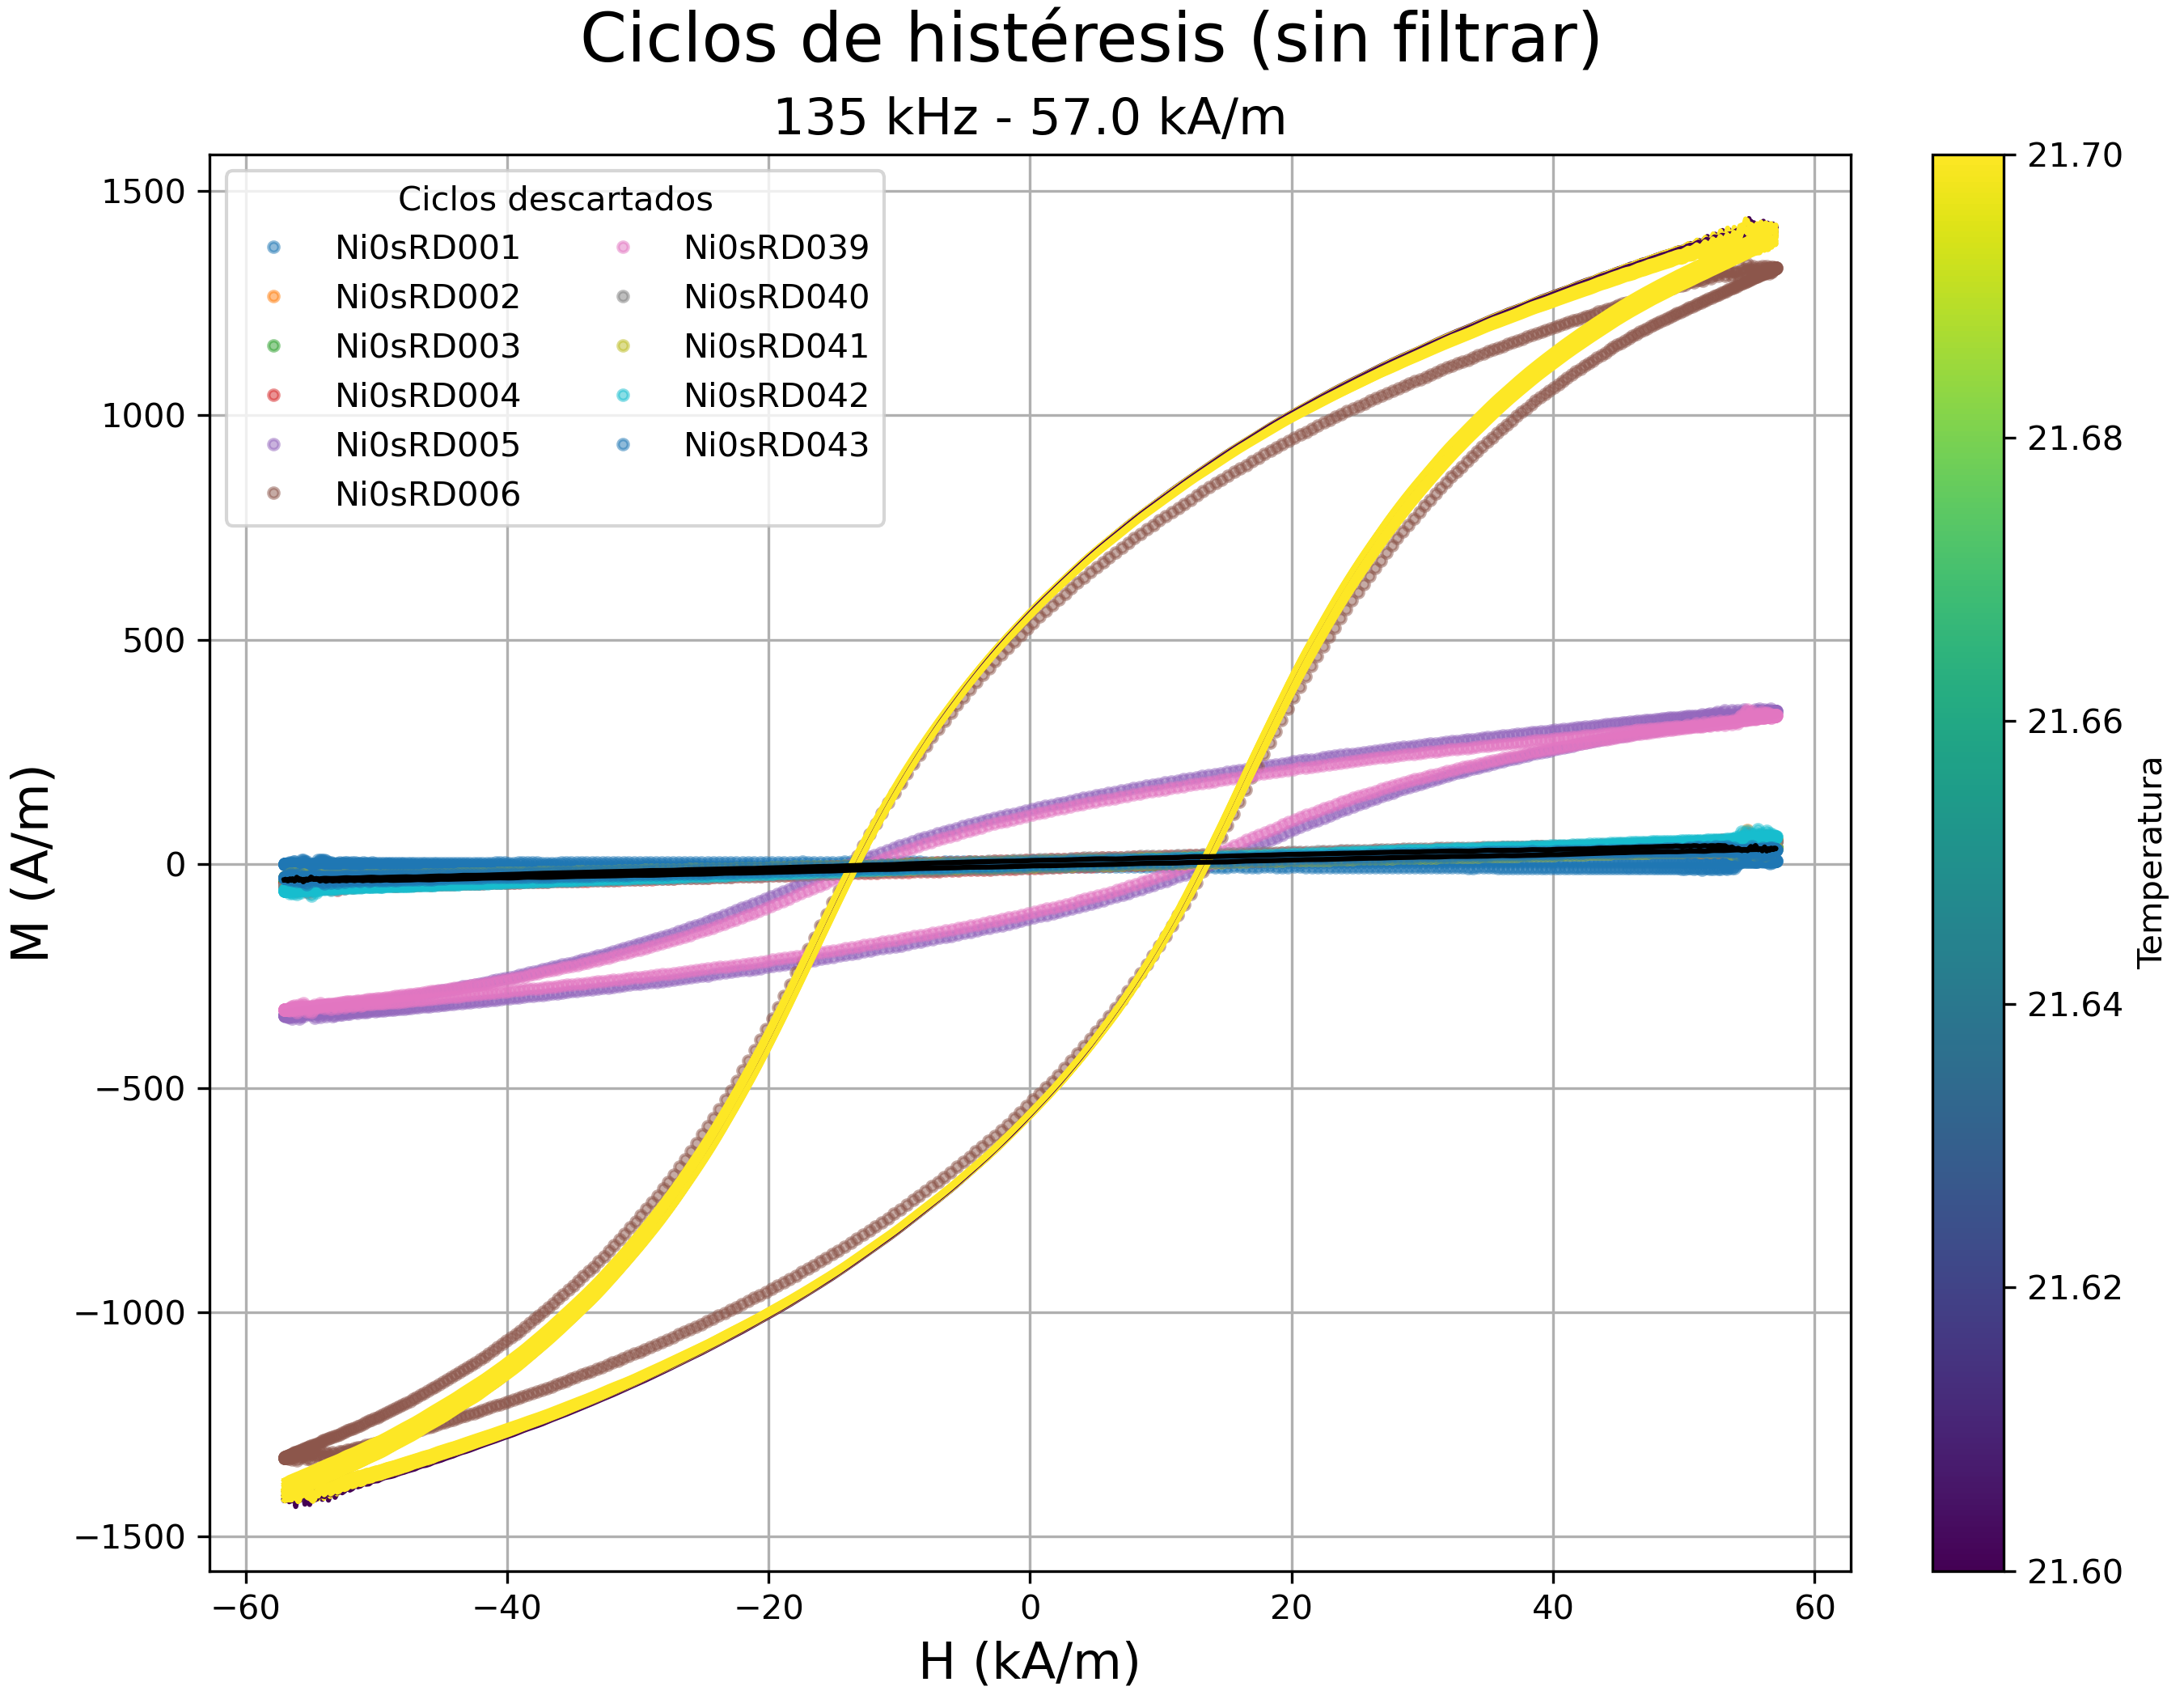 Ciclos de histéresis (sin filtrar)
135 kHz - 57.0 kA/m
Ciclos descartados
Ni0sRD001
Ni0sRD002
Ni0sRD003
Ni0sRD004
Ni0sRD005
Ni0sRD006
Ni0sRD039
Ni0sRD040
Ni0sRD041
Ni0sRD042
Ni0sRD043
M (A/m)
1500
1000
500
0
−500
−1000
−1500
−60
−40
−20
0
20
40
60
H (kA/m)
21.70
21.68
21.66
21.64
21.62
21.60
Temperatura